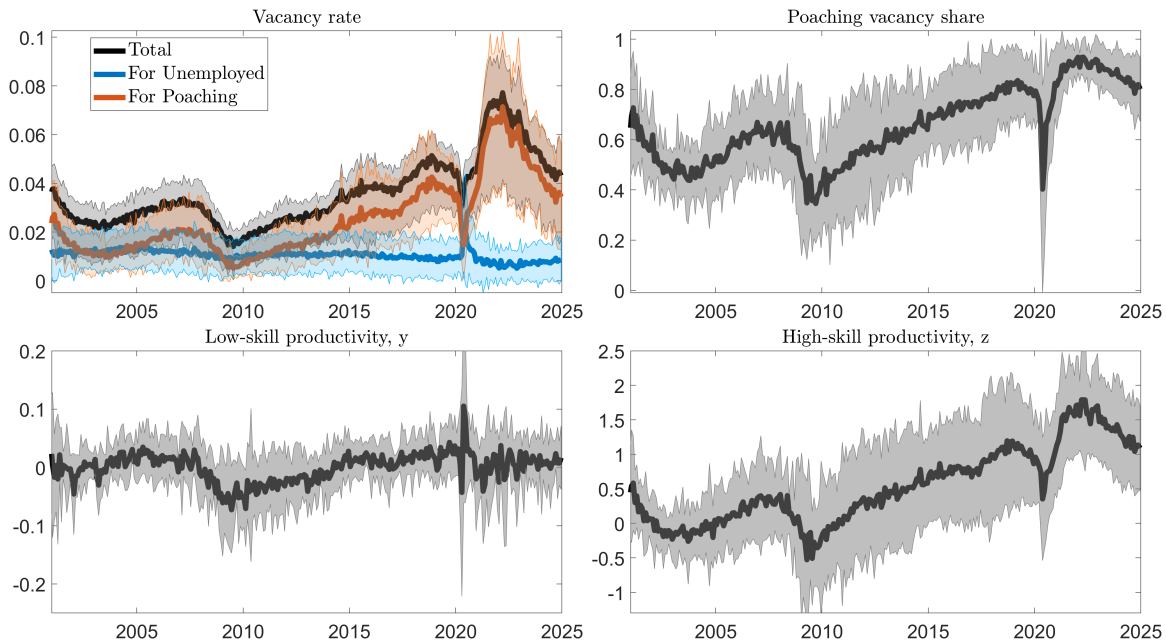 Vacancy rate
0.1
0.08
0.06
0.04
0.02
0
Total
For Unemployed
For Poaching
2005 2010 2015 2020 2025
Poaching vacancy share
1
0.8
0.6
0.4
0.2
0
2005 2010 2015 2020 2025
Low-skill productivity, y
0.2
0.1
0
-0.1
-0.2
2005 2010 2015 2020 2025
High-skill productivity, z
2.5
2
1.5
1
0.5
0
-0.5
-1
2005 2010 2015 2020 2025